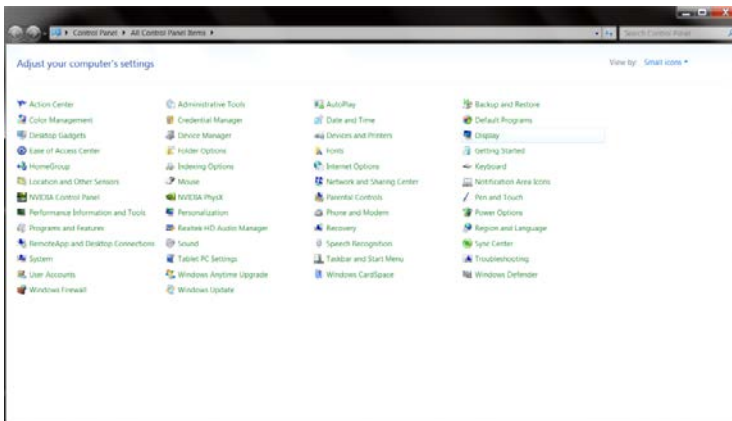 Control Panel ▸ All Control Panel Items ▸ Search Control Panel
Adjust your computer's settings View by: Small icons
Action Center Administrative Tools AutoPlay Backup and Restore
Color Management Credential Manager Date and Time Default Programs
Desktop Gadgets Device Manager Devices and Printers Display
Ease of Access Center Folder Options Fonts Getting Started
HomeGroup Indexing Options Internet Options Keyboard
Location and Other Sensors Mouse Network and Sharing Center Notification Area Icons
NVIDIA Control Panel NVIDIA PhysX Parental Controls Pen and Touch
Performance Information and Tools Personalization Phone and Modem Power Options
Programs and Features Realtek HD Audio Manager Recovery Region and Language
RemoteApp and Desktop Connections Sound Speech Recognition Sync Center
System Tablet PC Settings Taskbar and Start Menu Troubleshooting
User Accounts Windows Anytime Upgrade Windows CardSpace Windows Defender
Windows Firewall Windows Update